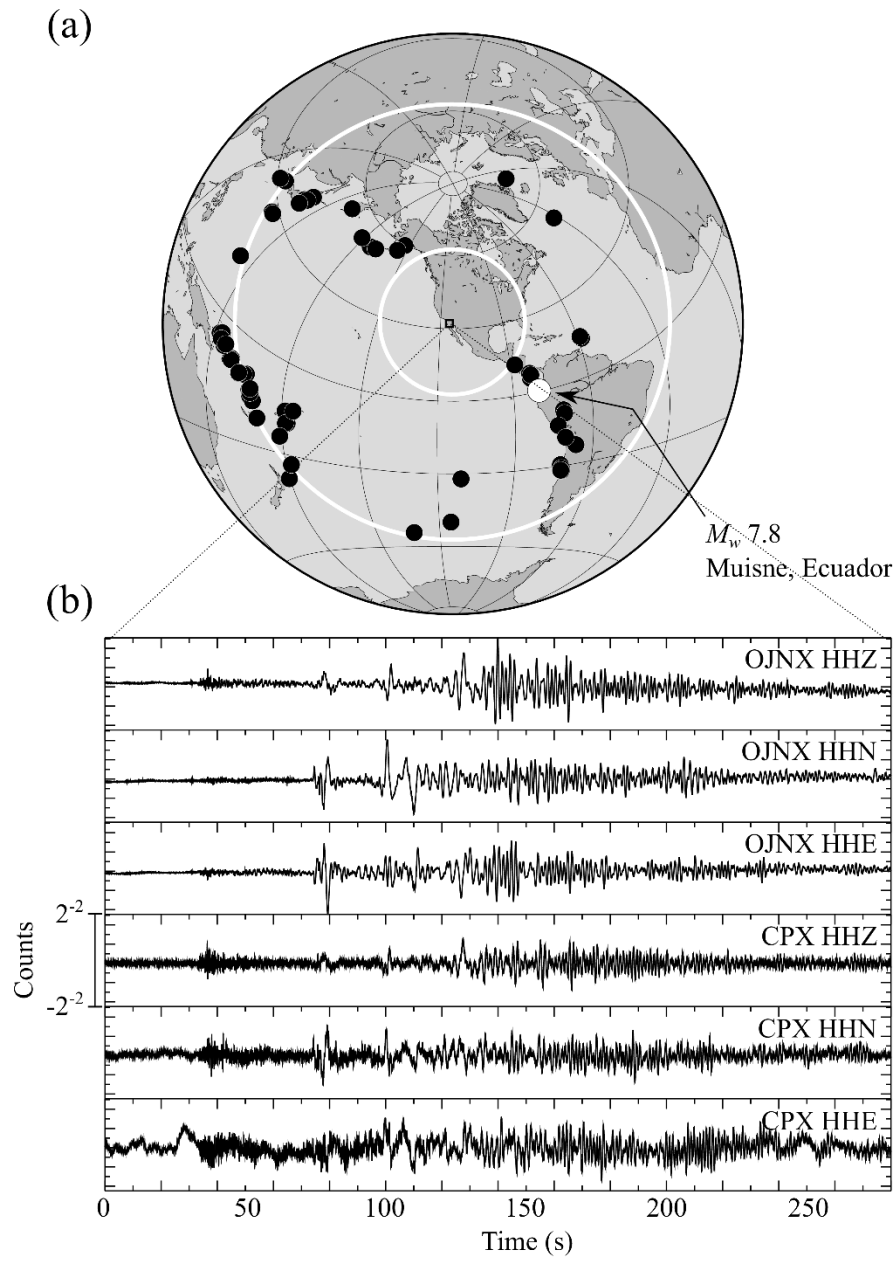 (a)
M_w 7.8
Muisne, Ecuador
(b)
OJNX HHZ
OJNX HHN
OJNX HHE
2^-2
CPX HHZ
Counts
-2^-2
CPX HHN
CPX HHE
0 50 100 150 200 250
Time (s)